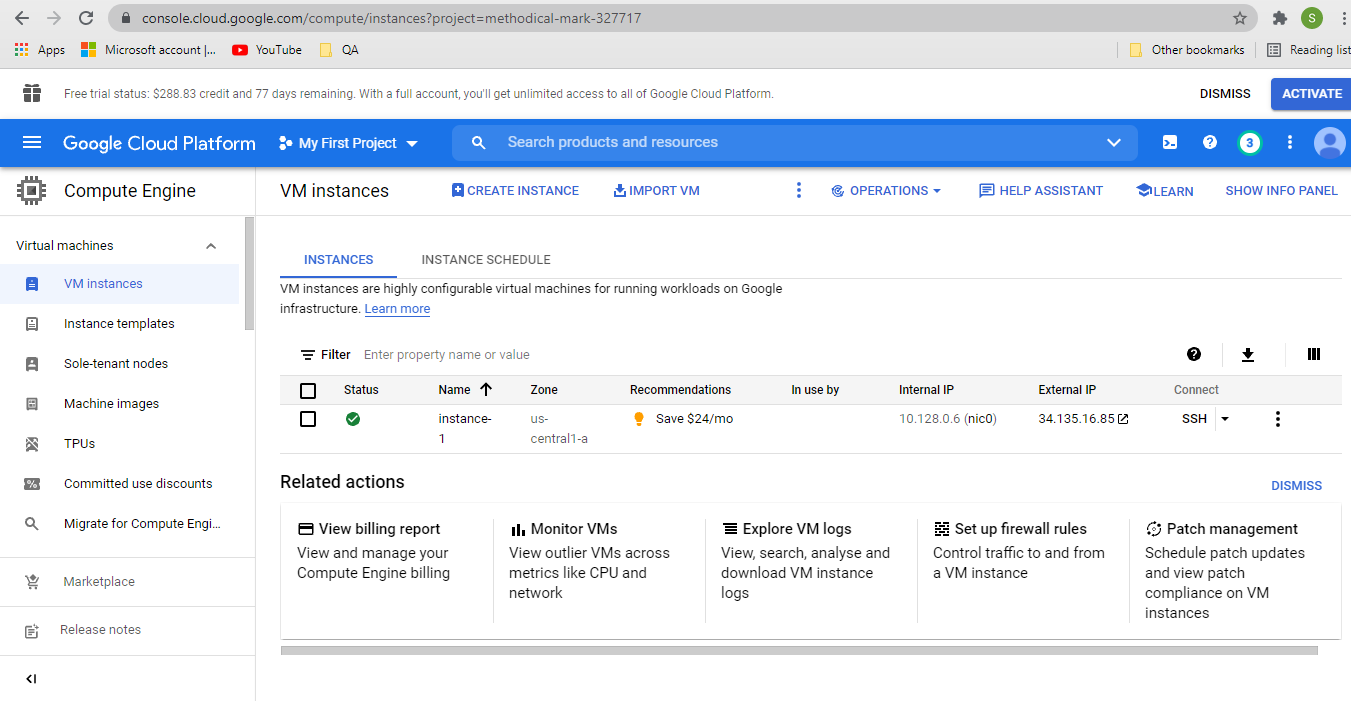 console.cloud.google.com/compute/instances?project=methodical-mark-327717
S
Apps
Microsoft account |...
YouTube
QA
Other bookmarks
Reading list
Free trial status: $288.83 credit and 77 days remaining. With a full account, you'll get unlimited access to all of Google Cloud Platform.
DISMISS
ACTIVATE
Google Cloud Platform
My First Project
Search products and resources
3
Compute Engine
VM instances
CREATE INSTANCE
IMPORT VM
OPERATIONS
HELP ASSISTANT
LEARN
SHOW INFO PANEL
Virtual machines
VM instances
Instance templates
Sole-tenant nodes
Machine images
TPUs
Committed use discounts
Migrate for Compute Engi...
Marketplace
Release notes
INSTANCES
INSTANCE SCHEDULE
VM instances are highly configurable virtual machines for running workloads on Google
infrastructure. Learn more
Filter
Enter property name or value
Status
Name
Zone
Recommendations
In use by
Internal IP
External IP
Connect
instance-
1
us-
central1-a
Save $24/mo
10.128.0.6 (nic0)
34.135.16.85
SSH
Related actions
DISMISS
View billing report
View and manage your
Compute Engine billing
Monitor VMs
View outlier VMs across
metrics like CPU and
network
Explore VM logs
View, search, analyse and
download VM instance
logs
Set up firewall rules
Control traffic to and from
a VM instance
Patch management
Schedule patch updates
and view patch
compliance on VM
instances